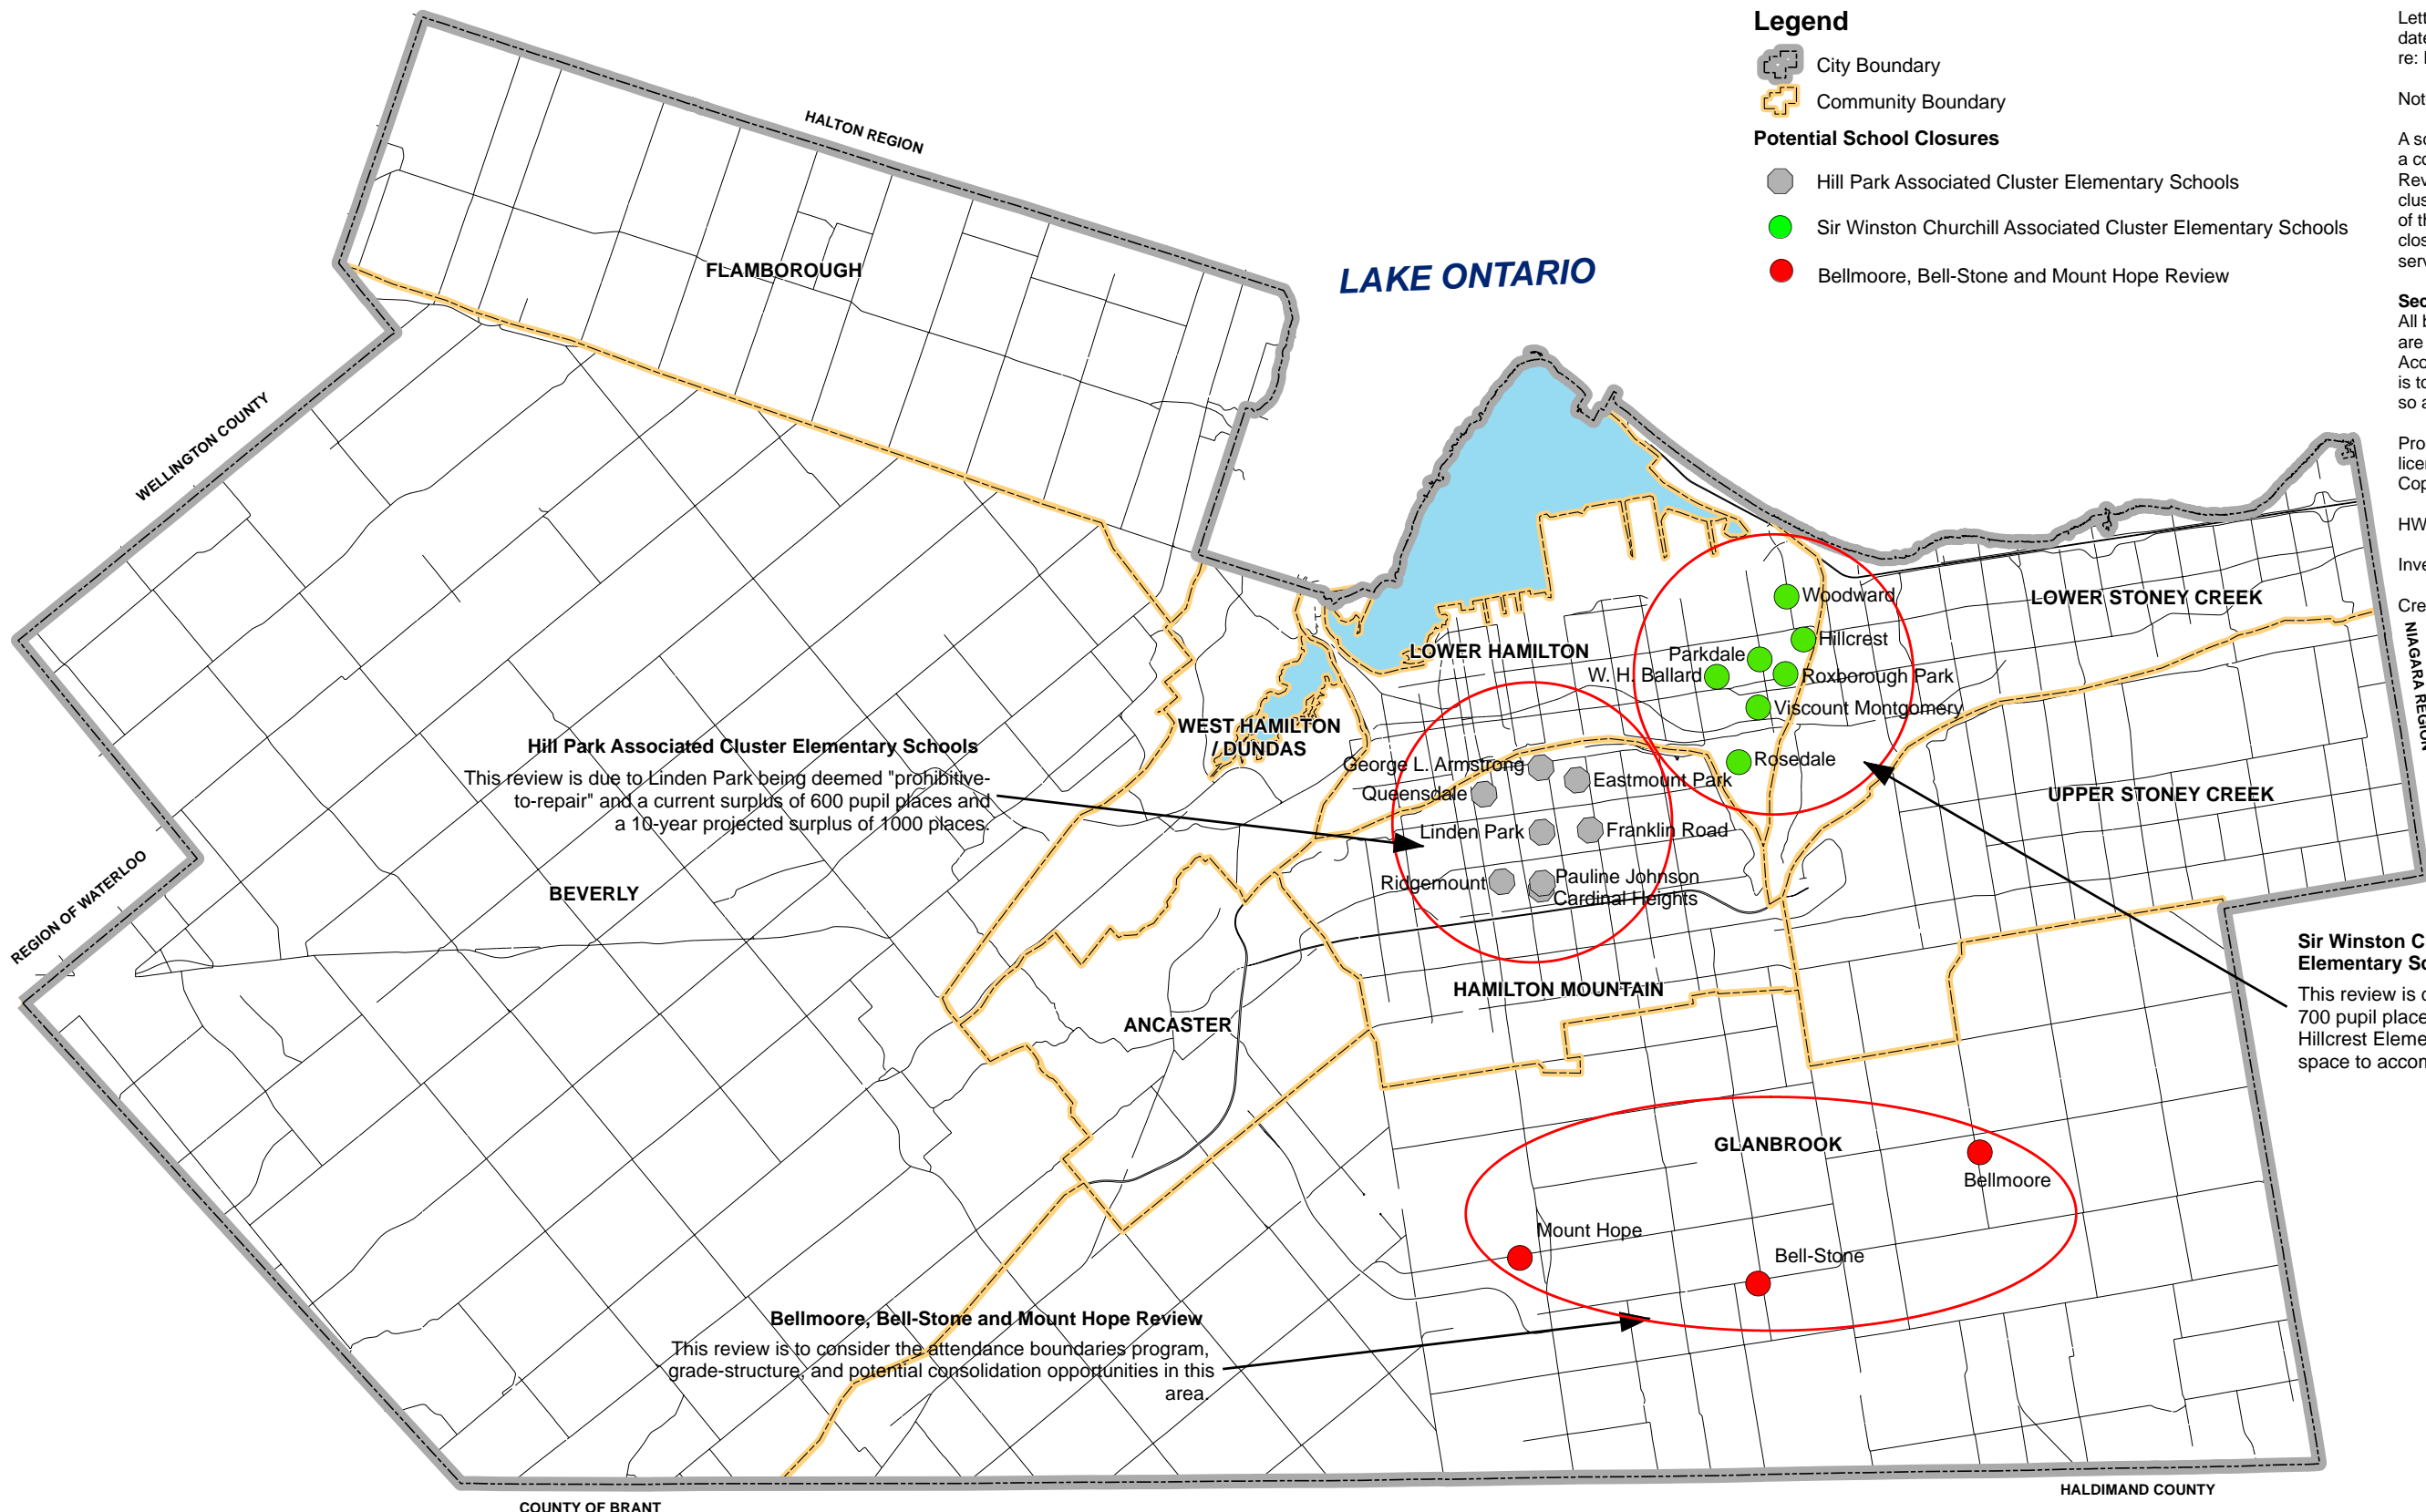 Legend
City Boundary
Community Boundary
Potential School Closures
Hill Park Associated Cluster Elementary Schools
Sir Winston Churchill Associated Cluster Elementary Schools
Bellmoore, Bell-Stone and Mount Hope Review
HALTON REGION
FLAMBOROUGH
LAKE ONTARIO
WELLINGTON COUNTY
Woodward
LOWER STONEY CREEK
Hillcrest
LOWER HAMILTON
Parkdale
W. H. Ballard
Roxborough Park
Viscount Montgomery
NIAGARA REGION
WEST HAMILTON
/ DUNDAS
Hill Park Associated Cluster Elementary Schools
This review is due to Linden Park being deemed "prohibitive-
to-repair" and a current surplus of 600 pupil places and
a 10-year projected surplus of 1000 places.
George L. Armstrong
Eastmount Park
Queensdale
Rosedale
UPPER STONEY CREEK
Linden Park
Franklin Road
Ridgemount
Pauline Johnson
Cardinal Heights
BEVERLY
REGION OF WATERLOO
Sir Winston
This review is
700 pupil
Hillcrest
space to
HAMILTON MOUNTAIN
ANCASTER
GLANBROOK
Bellmoore
Mount Hope
Bell-Stone
Bellmoore, Bell-Stone and Mount Hope Review
This review is to consider the attendance boundaries program,
grade-structure, and potential consolidation opportunities in this
area.
COUNTY OF BRANT
HALDIMAND COUNTY